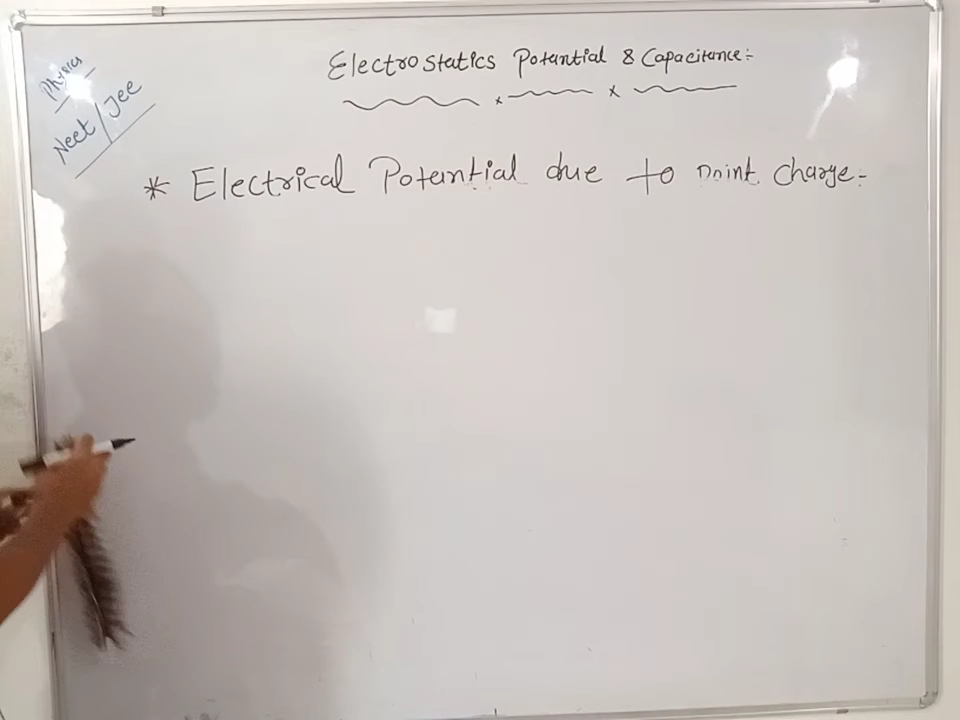 Physics
Neet/Jee
Electrostatics Potential & Capacitance:-
* Electrical Potential due to point charge:-